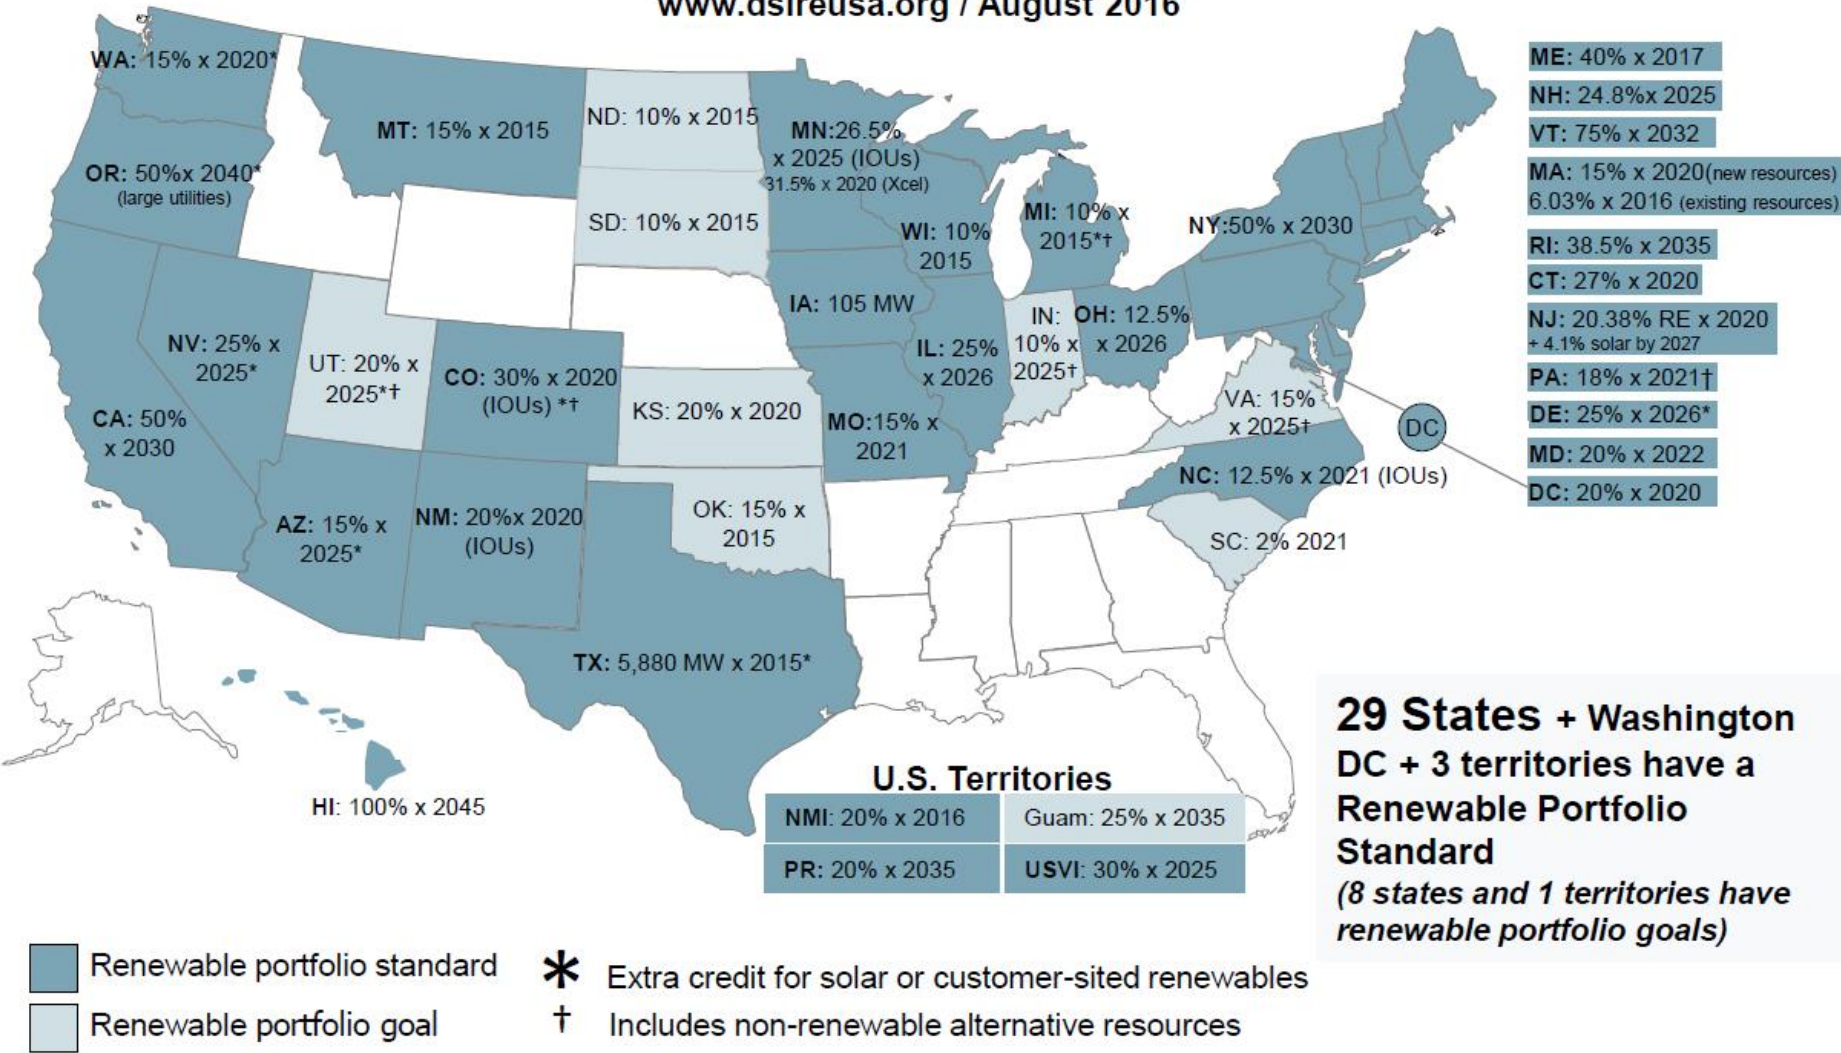 www.dsireusa.org / August 2016
WA: 15% x 2020*
MT: 15% x 2015
ND: 10% x 2015
MN:26.5%
x 2025 (IOUs)
31.5% x 2020 (Xcel)
OR: 50%x 2040*
(large utilities)
SD: 10% x 2015
WI: 10%
2015
MI: 10% x
2015*†
NY:50% x 2030
IA: 105 MW
NV: 25% x
2025*
UT: 20% x
2025*†
CO: 30% x 2020
(IOUs) *†
KS: 20% x 2020
IL: 25%
x 2026
IN:
10% x
2025†
OH: 12.5%
x 2026
CA: 50%
x 2030
MO:15% x
2021
VA: 15%
x 2025†
DC
NC: 12.5% x 2021 (IOUs)
AZ: 15% x
2025*
NM: 20%x 2020
(IOUs)
OK: 15% x
2015
SC: 2% 2021
TX: 5,880 MW x 2015*
HI: 100% x 2045
ME: 40% x 2017
NH: 24.8%x 2025
VT: 75% x 2032
MA: 15% x 2020(new resources)
6.03% x 2016 (existing resources)
RI: 38.5% x 2035
CT: 27% x 2020
NJ: 20.38% RE x 2020
+ 4.1% solar by 2027
PA: 18% x 2021†
DE: 25% x 2026*
MD: 20% x 2022
DC: 20% x 2020
U.S. Territories
NMI: 20% x 2016
Guam: 25% x 2035
PR: 20% x 2035
USVI: 30% x 2025
29 States + Washington
DC + 3 territories have a
Renewable Portfolio
Standard
(8 states and 1 territories have
renewable portfolio goals)
Renewable portfolio standard
Renewable portfolio goal
* Extra credit for solar or customer-sited renewables
† Includes non-renewable alternative resources